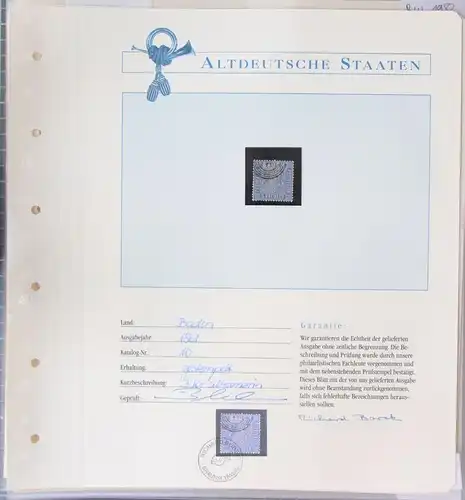 ALTDEUTSCHE STAATEN
Land: Baden
Ausgabejahr
Katalog-Nr. 10
Erhaltung: gestempelt
Kurzbeschreibung:
Geprüft:
Garantie:
Wir garantieren die Echtheit der gelieferten
Ausgabe ohne zeitliche Begrenzung. Die Be-
schreibung und Prüfung wurde durch unsere
philatelistischen Fachleute vorgenommen und
mit dem nebenstehenden Prüfstempel bestätigt.
Dieses Blatt mit der von uns gelieferten Ausgabe
wird ohne Beanstandung zurückgenommen,
falls sich fehlerhafte Bezeichnungen heraus-
stellen sollten.
Richard Borek